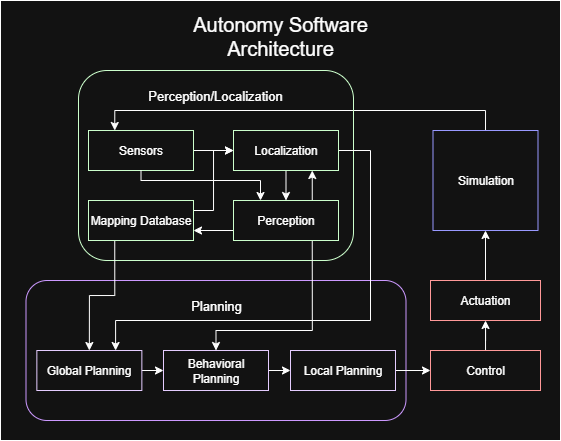 Autonomy Software
Architecture
Perception/Localization
Sensors
Localization
Simulation
Mapping Database
Perception
Planning
Actuation
Global Planning
Behavioral
Planning
Local Planning
Control